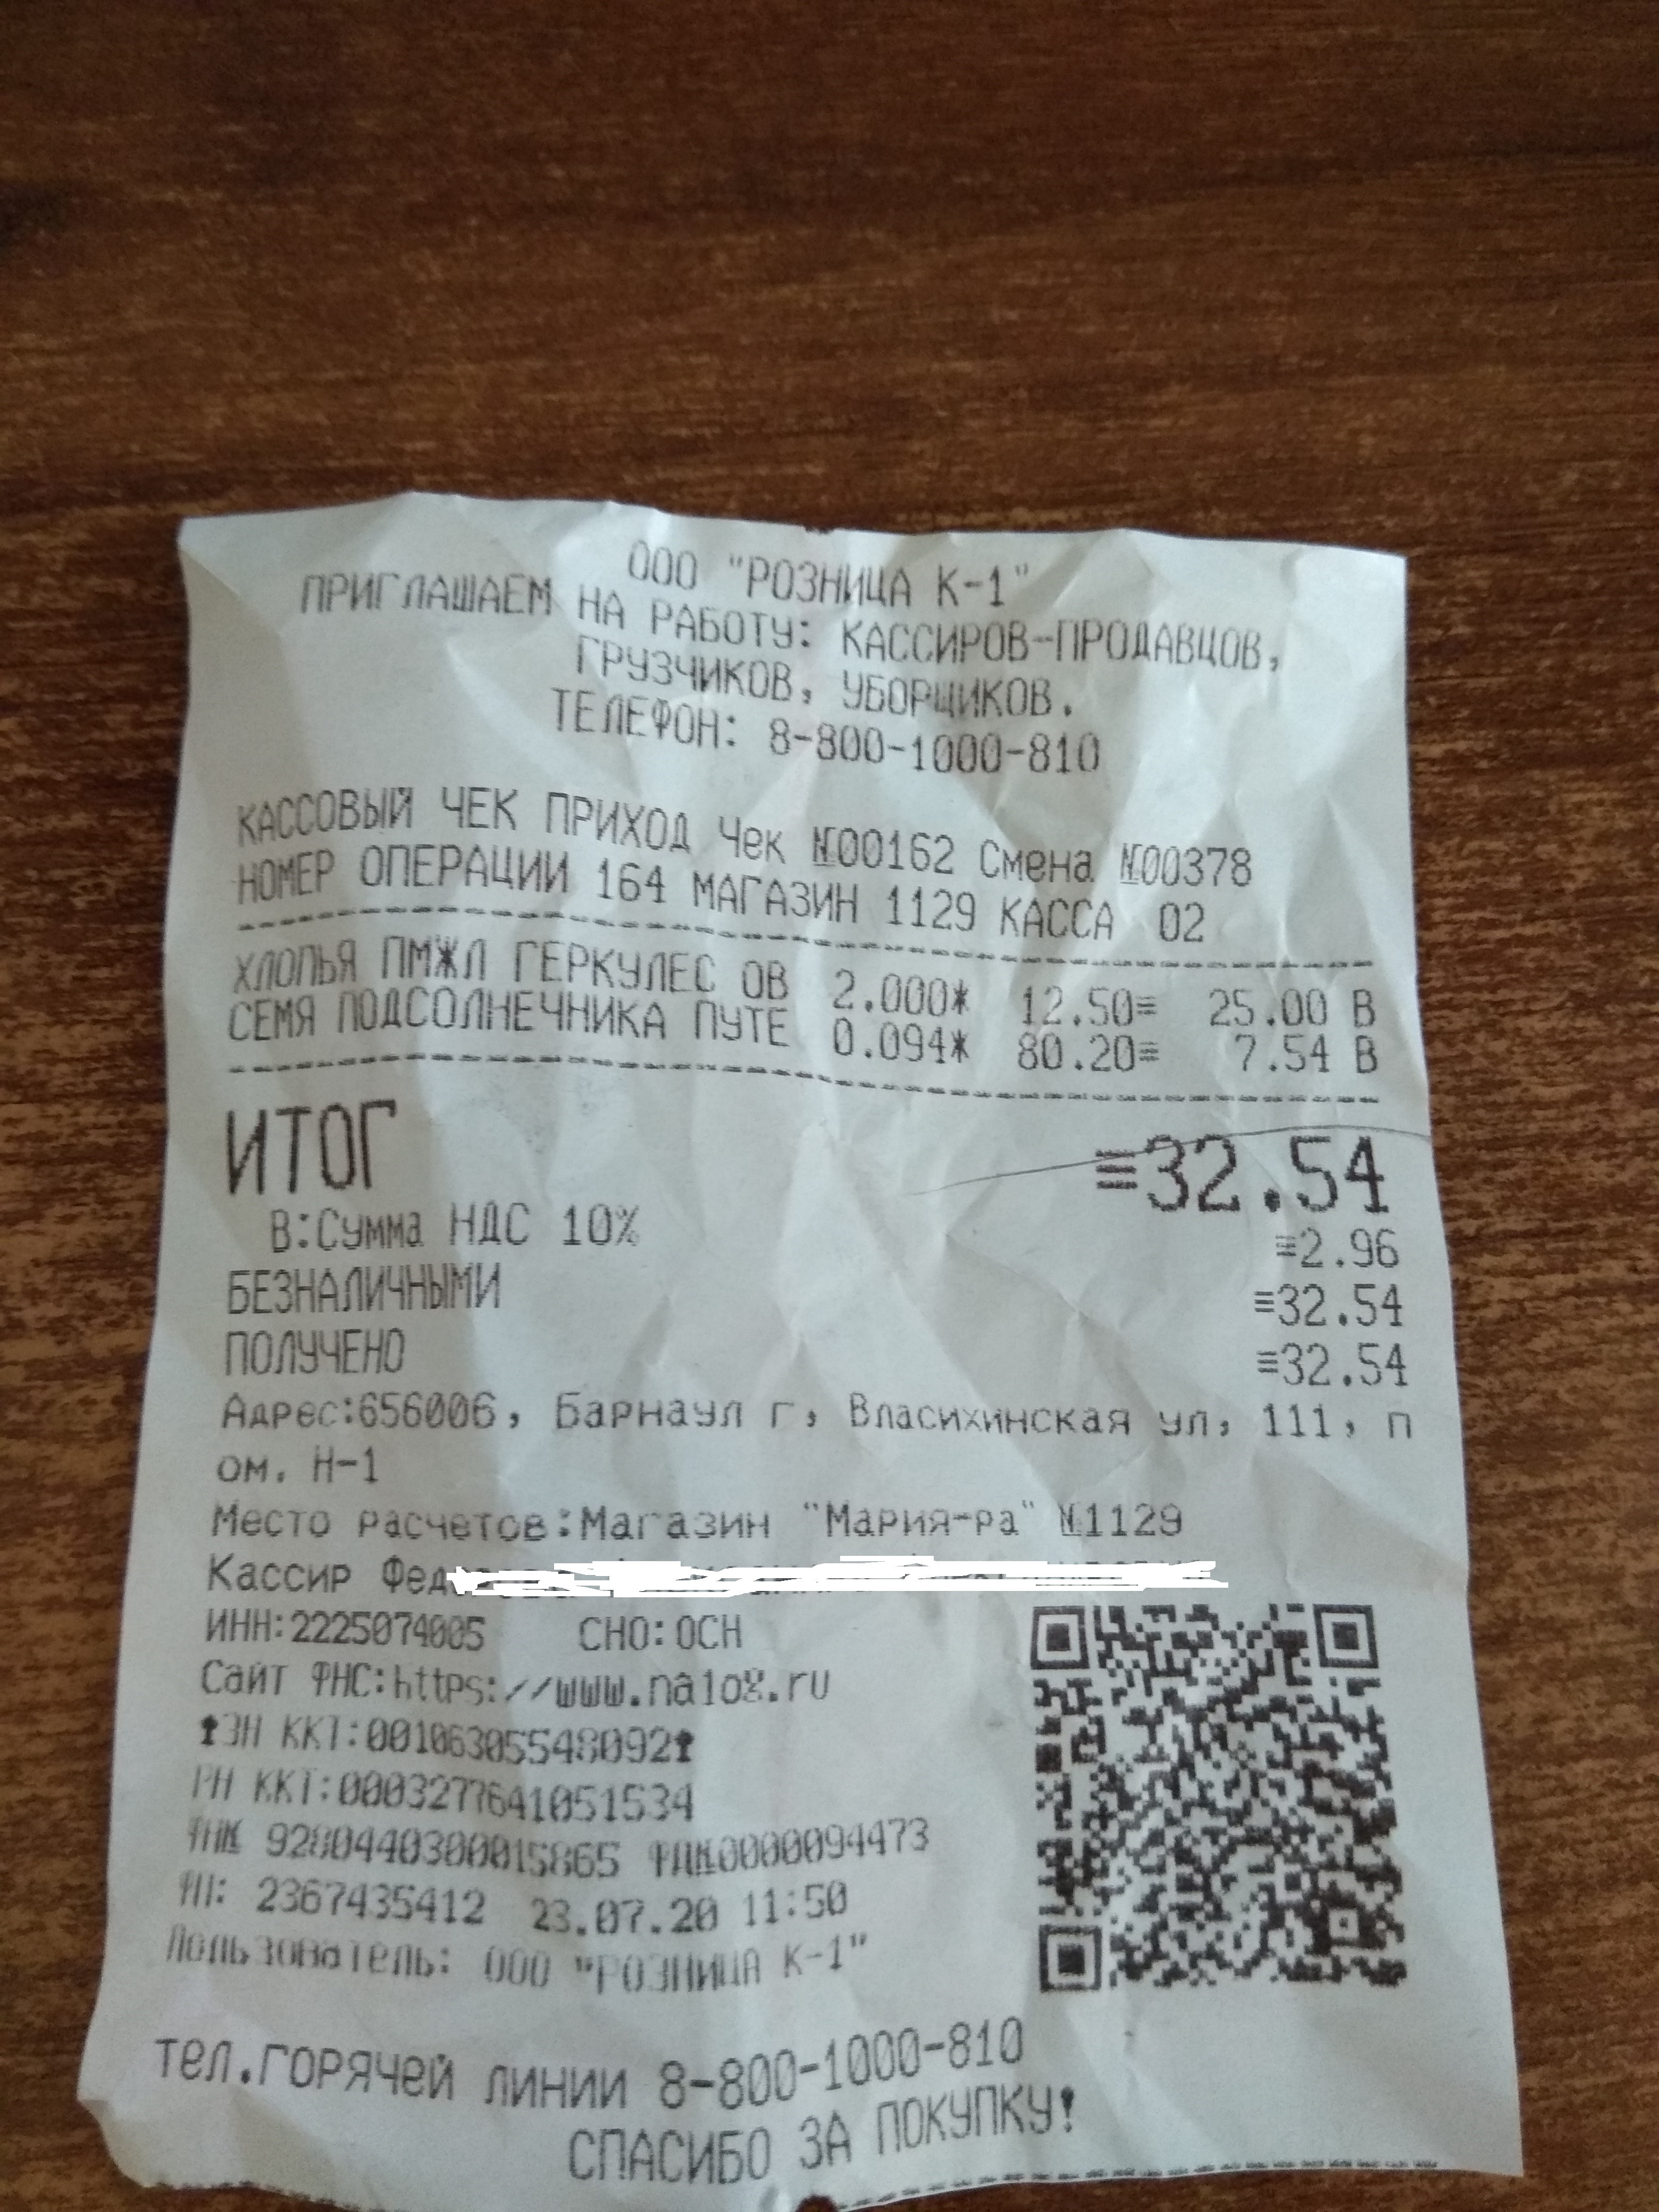 ООО "РОЗНИЦА К-1"
ПРИГЛАШАЕМ НА РАБОТУ: КАССИРОВ-ПРОДАВЦОВ,
ГРУЗЧИКОВ, УБОРЩИКОВ.
ТЕЛЕФОН: 8-800-1000-810
КАССОВЫЙ ЧЕК ПРИХОД Чек №00162 Смена №00378
НОМЕР ОПЕРАЦИИ 164 МАГАЗИН 1129 КАССА 02
ХЛОПЬЯ ПМЖЛ ГЕРКУЛЕС ОВ 2.000* 12.50≡ 25.00 В
СЕМЯ ПОДСОЛНЕЧНИКА ПУТЕ 0.094* 80.20≡ 7.54 В
ИТОГ ≡32.54
В:Сумма НДС 10% ≡2.96
БЕЗНАЛИЧНЫМИ ≡32.54
ПОЛУЧЕНО ≡32.54
Адрес:656006, Барнаул г, Власихинская ул, 111, п
ом. Н-1
Место расчетов:Магазин "Мария-ра" №1129
Кассир
ИНН:2225074005 СНО:ОСН
Сайт ФНС:https://www.nalog.ru
ЗН ККТ:00106305548092
РН ККТ:0003277641051534
ФН№ 9280440300015865 ФД№0000094473
ФП: 2367435412 23.07.20 11:50
Пользователь: ООО "РОЗНИЦА К-1"
тел.горячей линии 8-800-1000-810
СПАСИБО ЗА ПОКУПКУ!